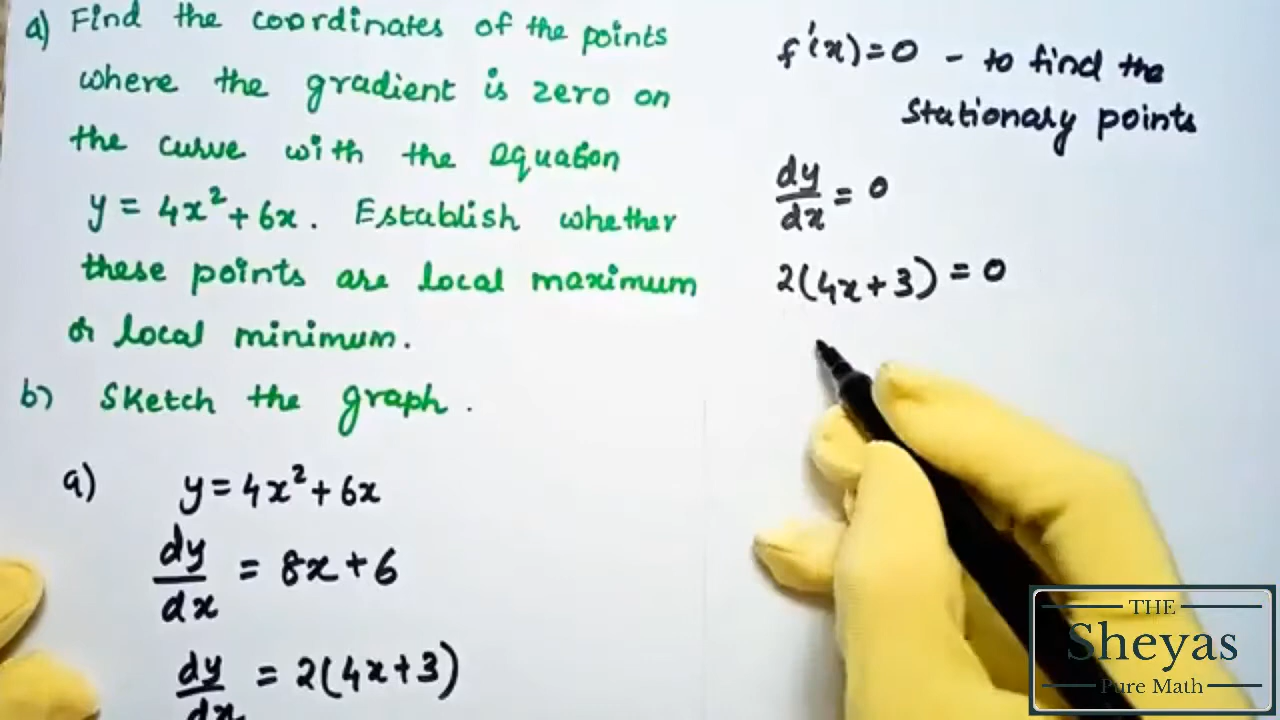 a) Find the coordinates of the points
where the gradient is zero on
the curve with the equation
y = 4x² + 6x. Establish whether
these points are local maximum
or local minimum.
b) Sketch the graph.
a) y = 4x² + 6x
dy/dx = 8x + 6
dy/dx = 2(4x+3)
f'(x) = 0 - to find the
stationary points
dy/dx = 0
2(4x+3) = 0
THE
Sheyas
Pure Math